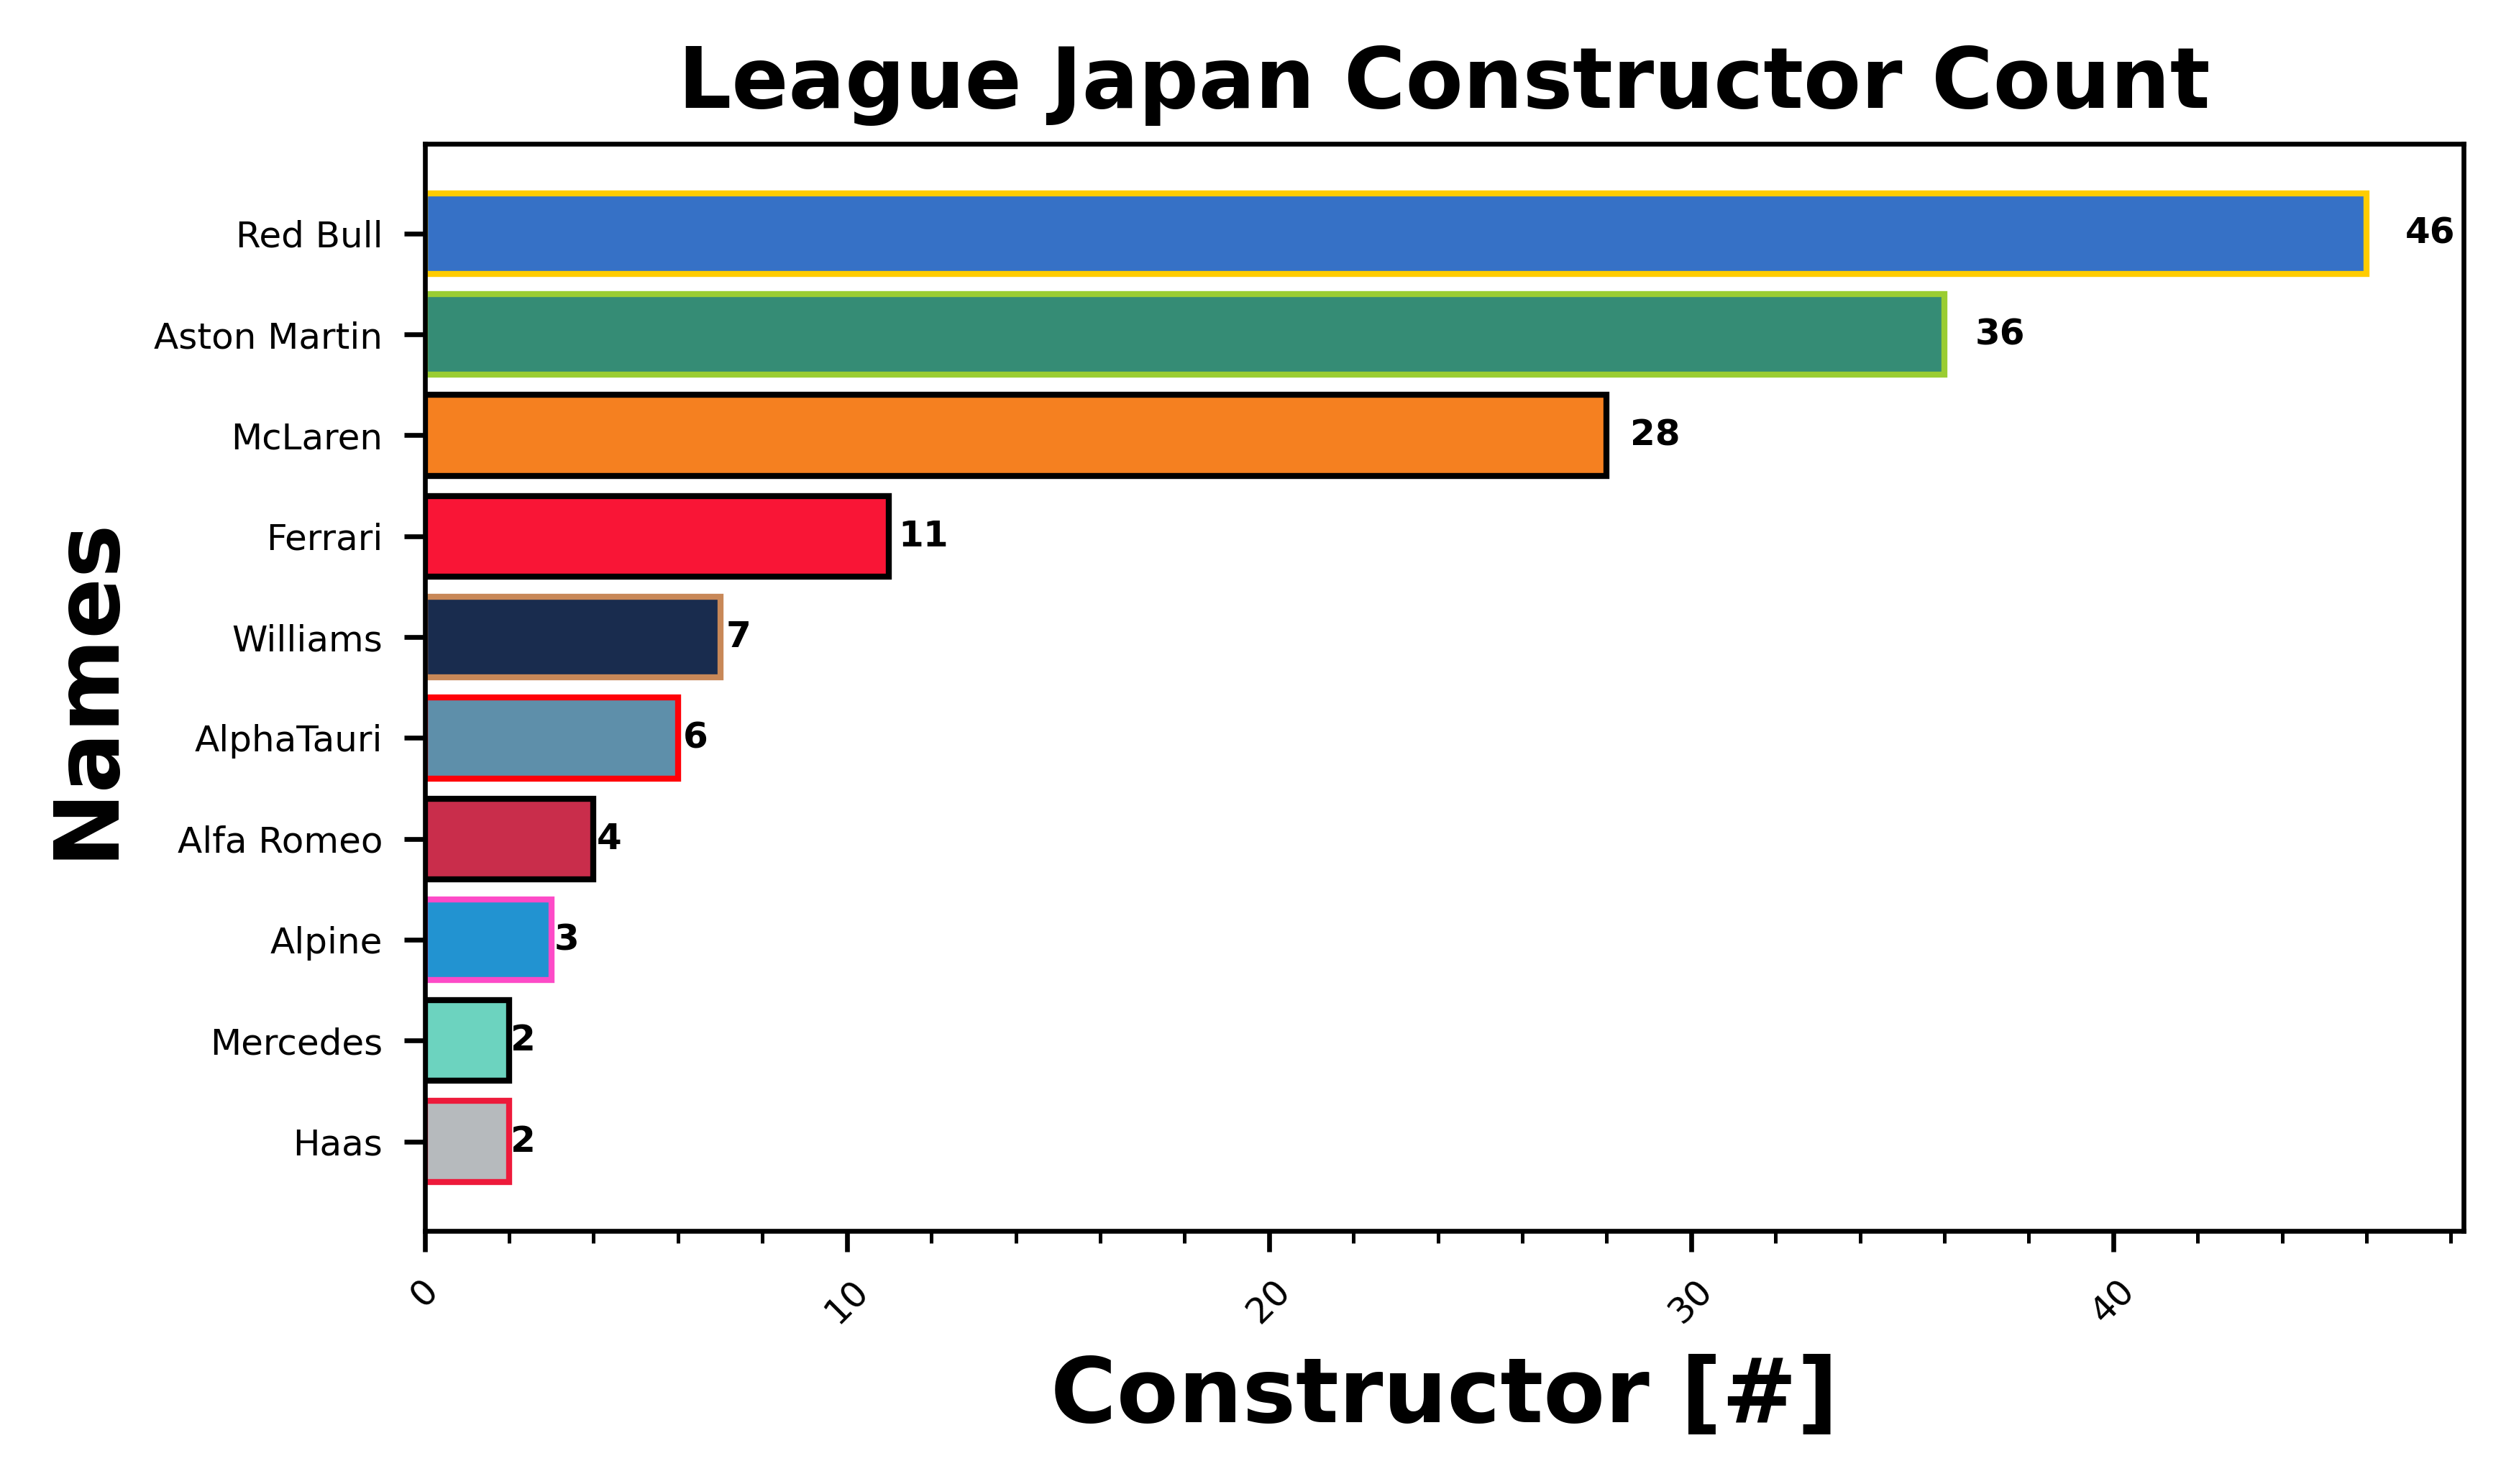 League Japan Constructor Count
Names
Red Bull 46
Aston Martin 36
McLaren 28
Ferrari 11
Williams 7
AlphaTauri 6
Alfa Romeo 4
Alpine 3
Mercedes 2
Haas 2
0 10 20 30 40
Constructor [#]